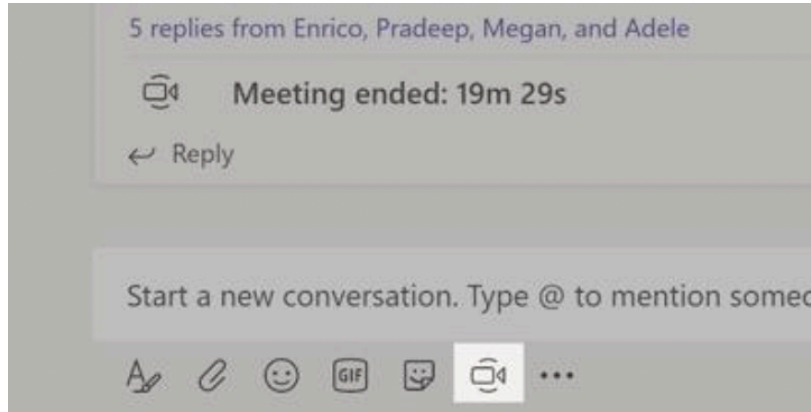 5 replies from Enrico, Pradeep, Megan, and Adele
Meeting ended: 19m 29s
Reply
Start a new conversation. Type @ to mention
GIF